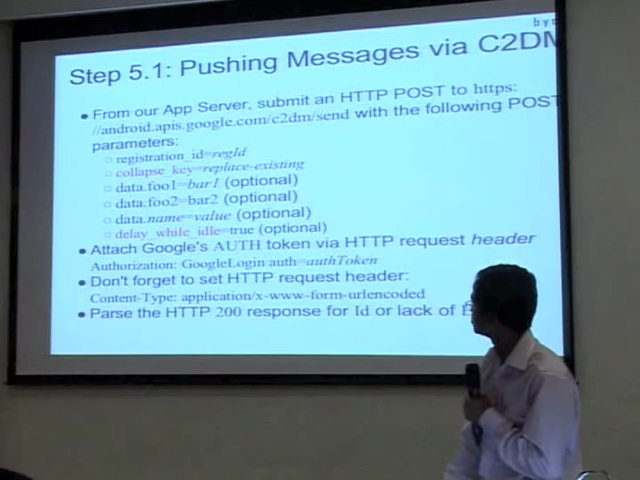 Step 5.1: Pushing Messages via C2DM
● From our App Server, submit an HTTP POST to https:
//android.apis.google.com/c2dm/send with the following POST
parameters:
○ registration_id=regId
○ collapse_key=replace-existing
○ data.foo1=bar1 (optional)
○ data.foo2=bar2 (optional)
○ data.name=value (optional)
○ delay_while_idle=true (optional)
● Attach Google's AUTH token via HTTP request header
Authorization: GoogleLogin auth=authToken
● Don't forget to set HTTP request header:
Content-Type: application/x-www-form-urlencoded
● Parse the HTTP 200 response for Id or lack of